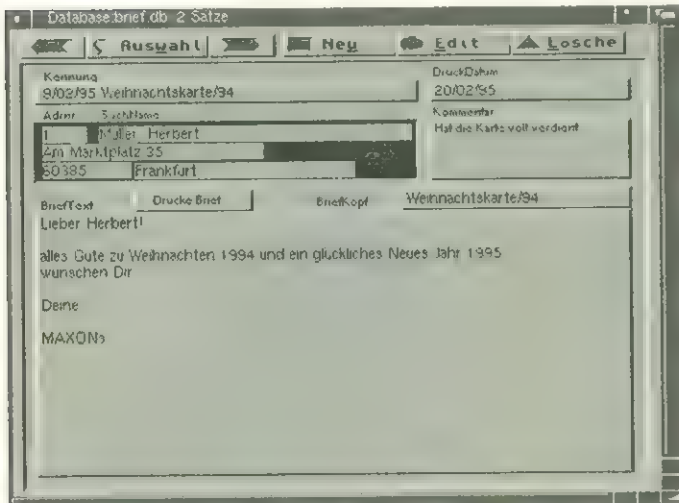 Database:brief.db 2 Sätze
Auswahl Neu Edit Lösche
Kennung DruckDatum
9/02/95 Weihnachtskarte/94 20/02/95
Adrnr SuchName Kommentar
1 Müller, Herbert Hat die Karte voll verdient
Am Marktplatz 35
60385 Frankfurt
BriefText Drucke Brief BriefKopf Weihnachtskarte/94
Lieber Herbert!
alles Gute zu Weihnachten 1994 und ein glückliches Neues Jahr 1995
wünschen Dir
Deine
MAXONs